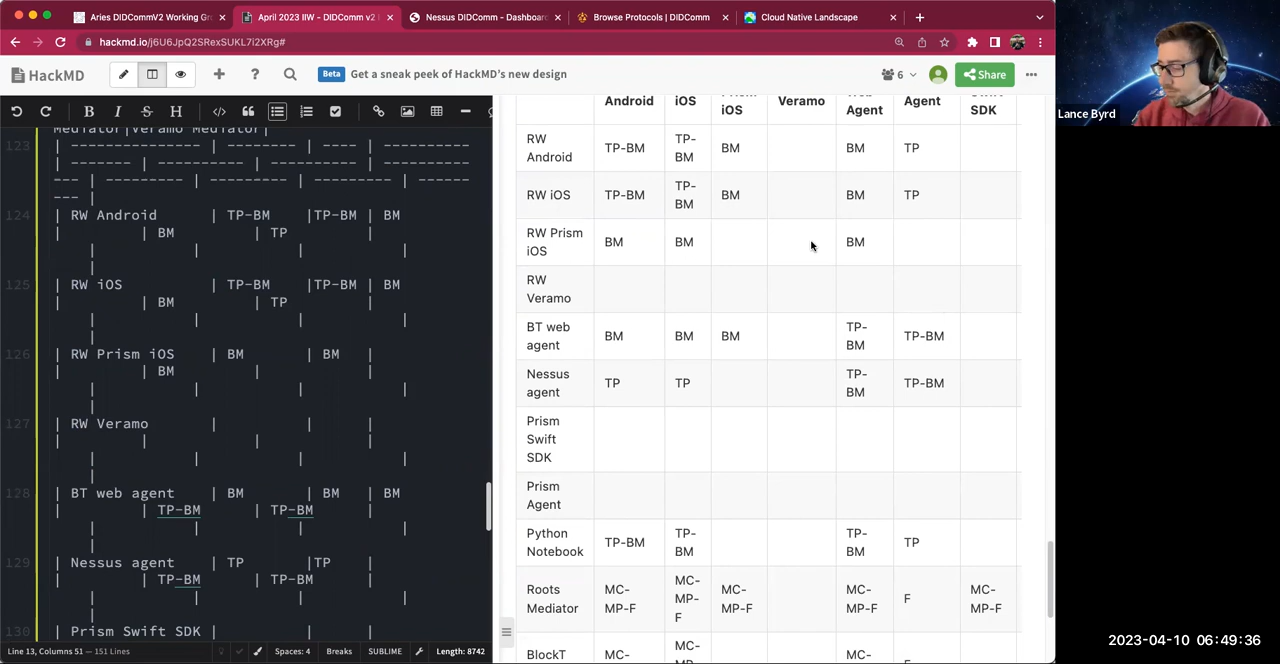 Aries DIDCommV2 Working Gr
April 2023 IIW - DIDComm v2
Nessus DIDComm - Dashboard
Browse Protocols | DIDComm
Cloud Native Landscape
hackmd.io/j6U6JpQ2SRexSUKL7i2XRg#
HackMD
Beta Get a sneak peek of HackMD's new design
6
Share
B I S H
Mediator|Veramo Mediator|
123 | --------------- | -------- | ---- | ----------
| ------- | ---------- | ---------- | ----------
--- | --------- | --------- | --------- | ------
--- |
124 | RW Android | TP-BM |TP-BM | BM
| BM | TP |
| | | |
|
125 | RW iOS | TP-BM |TP-BM | BM
| BM | TP |
| | | |
|
126 | RW Prism iOS | BM | BM |
| BM | |
| | | |
|
127 | RW Veramo | | |
| | |
| | | |
|
128 | BT web agent | BM | BM | BM
| TP-BM | TP-BM |
| | | |
|
129 | Nessus agent | TP |TP |
| TP-BM | TP-BM |
| | | |
|
130 | Prism Swift SDK | | |
Line 13, Columns 51 — 151 Lines
Spaces: 4
Breaks
SUBLIME
Length: 8742
Android iOS iOS Veramo Agent Agent SDK
RW Android TP-BM TP-BM BM BM TP
RW iOS TP-BM TP-BM BM BM TP
RW Prism iOS BM BM BM
RW Veramo
BT web agent BM BM BM TP-BM TP-BM
Nessus agent TP TP TP-BM TP-BM
Prism Swift SDK
Prism Agent
Python Notebook TP-BM TP-BM TP-BM TP
Roots Mediator MC-MP-F MC-MP-F MC-MP-F MC-MP-F F MC-MP-F
BlockT MC- MC- MC-
Lance Byrd
2023-04-10 06:49:36